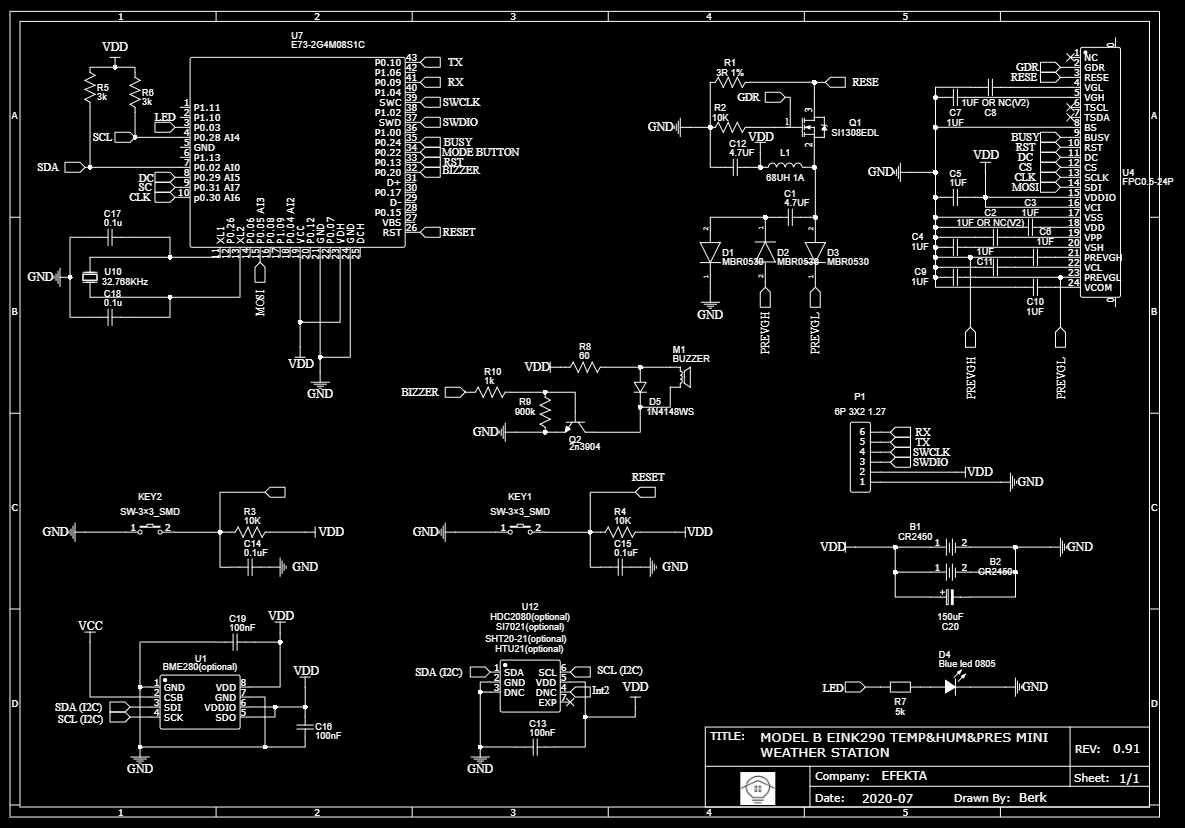 1 2 3 4 5
A
B
C
D
U7
E73-2G4M08S1C
VDD
R5
3k
R6
3k
LED
SCL
SDA
DC
SC
CLK
1 P1.11
2 P1.10
3 P0.03
4 P0.28 AI4
5 GND
6 P1.13
7 P0.02 AI0
8 P0.29 AI5
9 P0.31 AI7
10 p0.30 AI6
P0.10 43 TX
P1.06 42
P0.09 41 RX
P1.04 40
SWC 39 SWCLK
P1.02 38
SWD 37 SWDIO
P1.00 36
P0.24 35 BUSY
P0.22 34 MODE BUTTON
P0.13 33 RST
P0.20 32 BIZZER
D+ 31
P0.17 30
D- 29
P0.15 28
VBS 27
RST 26 RESET
XL1
P0.26
XL2
P0.06
P0.05 AI3
P1.08
P1.09
P0.04 AI2
VCC
P0.12
GND
P0.07
VDH
GND
DCH
C17
0.1u
GND
U10
32.768KHz
C18
0.1u
MOSI
VDD
GND
R1
3R 1%
RESE
GDR
R2
10K
GND
VDD
3
1
2
Q1
SI1308EDL
C12
4.7UF
L1
68UH 1A
C1
4.7UF
D1
MBR0530
D2
MBR0530
D3
MBR0530
GND
PREVGH
PREVGL
GDR
RESE
1 NC
2 GDR
3 RESE
4 VGL
5 VGH
6 TSCL
7 TSDA
8 BS
9 BUSY
10 RST
11 DC
12 CS
13 SCLK
14 SDI
15 VDDIO
16 VCI
17 VSS
18 VDD
19 VPP
20 VSH
21 PREVGH
22 VCL
23 PREVGL
24 VCOM
U4
FPC0.5-24P
1UF OR NC(V2)
C7
1UF
C8
BUSY
RST
DC
CS
CLK
MOSI
VDD
GND
C5
1UF
C3
1UF
C2
1UF OR NC(V2)
C4
1UF
C6
1UF
1UF
C11
C9
1UF
C10
1UF
PREVGH
PREVGL
R8
60
VDD
M1
BUZZER
BIZZER
R10
1k
R9
900k
GND
Q2
2n3904
D5
1N4148WS
P1
6P 3X2 1.27
6 RX
5 TX
4 SWCLK
3 SWDIO
2 VDD
1 GND
KEY2
SW-3×3_SMD
GND
1 2
R3
10K
VDD
C14
0.1uF
GND
RESET
KEY1
SW-3×3_SMD
GND
1 2
R4
10K
VDD
C15
0.1uF
GND
B1
CR2450
VDD
1 2
GND
B2
CR2450
1 2
150uF
C20
VCC
C19
100nF
VDD
U1
BME280(optional)
1 GND
2 CSB
3 SDI
4 SCK
VDD 8
GND 7
VDDIO 6
SDO 5
SDA (I2C)
SCL (I2C)
VDD
C16
100nF
GND
U12
HDC2080(optional)
SI7021(optional)
SHT20-21(optional)
HTU21(optional)
SDA (I2C)
1 SDA
2 GND
3 DNC
SCL 6
VDD 5
DNC 4
EXP
SCL (I2C)
Int2
VDD
C13
100nF
GND
D4
Blue led 0805
LED
R7
5k
GND
TITLE: MODEL B EINK290 TEMP&HUM&PRES MINI
WEATHER STATION
REV: 0.91
Company: EFEKTA
Sheet: 1/1
Date: 2020-07
Drawn By: Berk
1 2 3 4 5